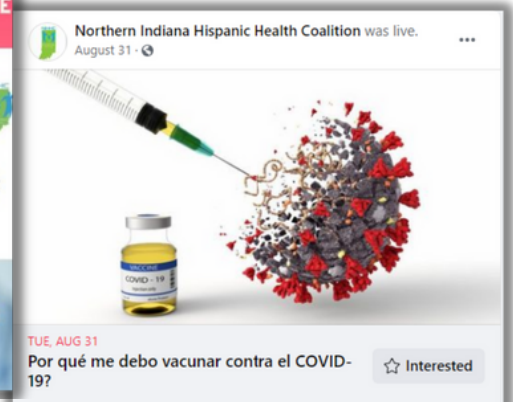 Northern Indiana Hispanic Health Coalition was live.
August 31 ·
VACCINE
COVID - 19
TUE, AUG 31
Por qué me debo vacunar contra el COVID-
19?
Interested